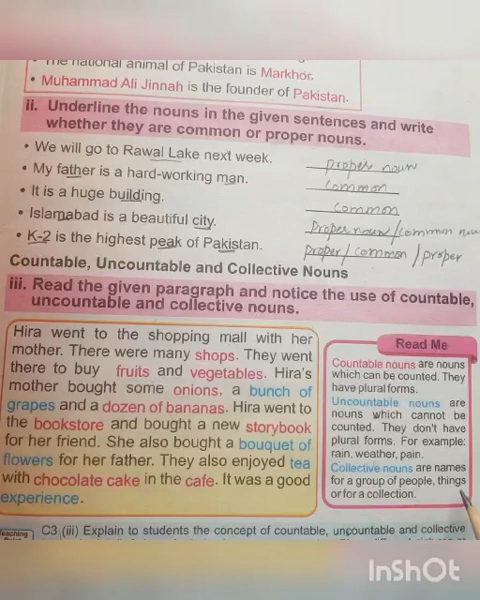 The national animal of Pakistan is Markhor.
• Muhammad Ali Jinnah is the founder of Pakistan.
ii. Underline the nouns in the given sentences and write
whether they are common or proper nouns.
• We will go to Rawal Lake next week. proper noun
• My father is a hard-working man. common
• It is a huge building. common
• Islamabad is a beautiful city. Proper noun/common
• K-2 is the highest peak of Pakistan. proper/common/proper
Countable, Uncountable and Collective Nouns
iii. Read the given paragraph and notice the use of countable,
uncountable and collective nouns.
Hira went to the shopping mall with her
mother. There were many shops. They went
there to buy fruits and vegetables. Hira's
mother bought some onions, a bunch of
grapes and a dozen of bananas. Hira went to
the bookstore and bought a new storybook
for her friend. She also bought a bouquet of
flowers for her father. They also enjoyed tea
with chocolate cake in the cafe. It was a good
experience.
Read Me
Countable nouns are nouns
which can be counted. They
have plural forms.
Uncountable nouns are
nouns which cannot be
counted. They don't have
plural forms. For example:
rain, weather, pain.
Collective nouns are names
for a group of people, things
or for a collection.
Teaching
C3 (iii) Explain to students the concept of countable, uncountable and collective
InShOt